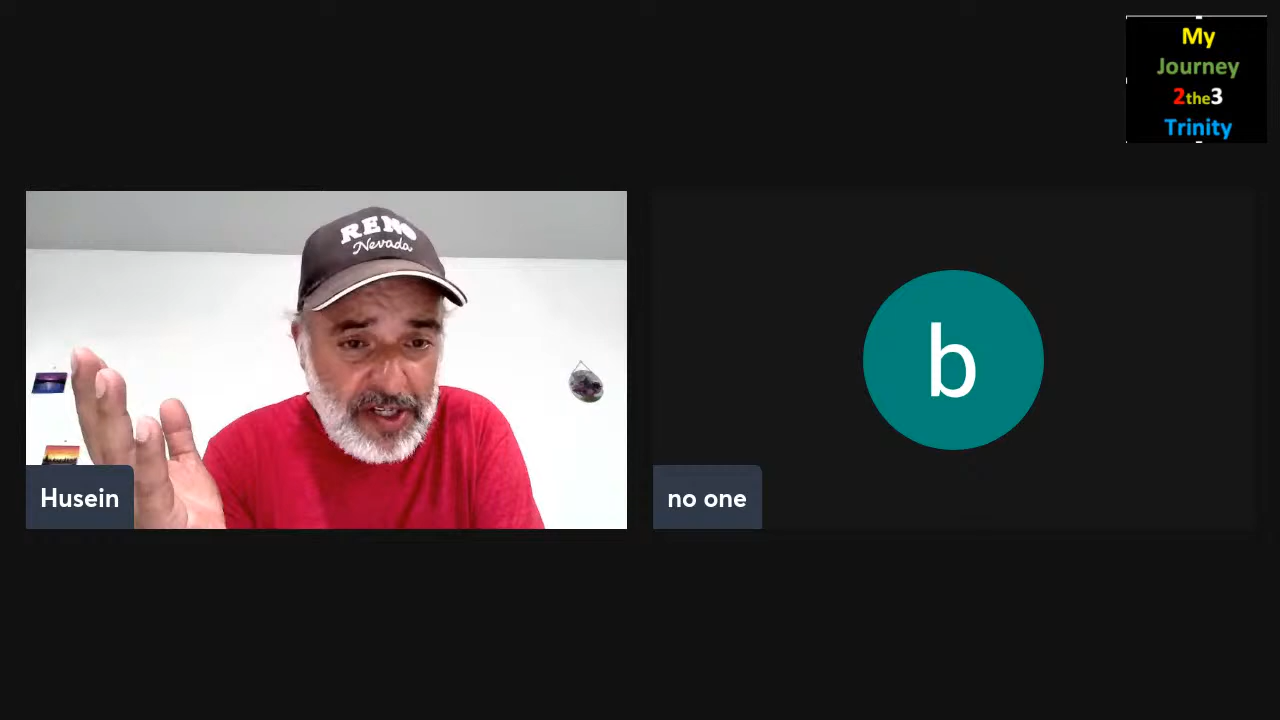 My
Journey
2the3
Trinity
RENO
Nevada
b
Husein
no one